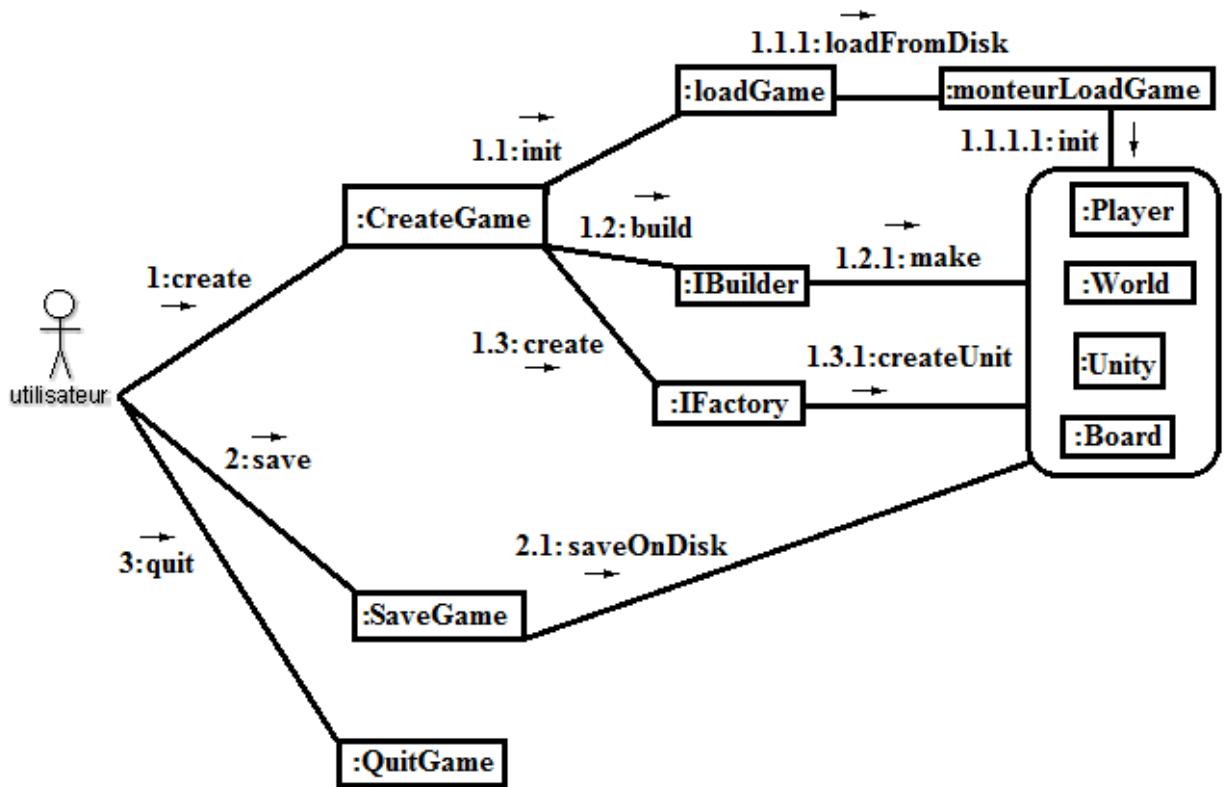 1.1.1:loadFromDisk
:loadGame
:monteurLoadGame
1.1:init
1.1.1.1:init
:CreateGame
:Player
1.2:build
1.2.1:make
:IBuilder
:World
1:create
1.3:create
1.3.1:createUnit
:Unity
utilisateur
:IFactory
:Board
2:save
3:quit
2.1:saveOnDisk
:SaveGame
:QuitGame